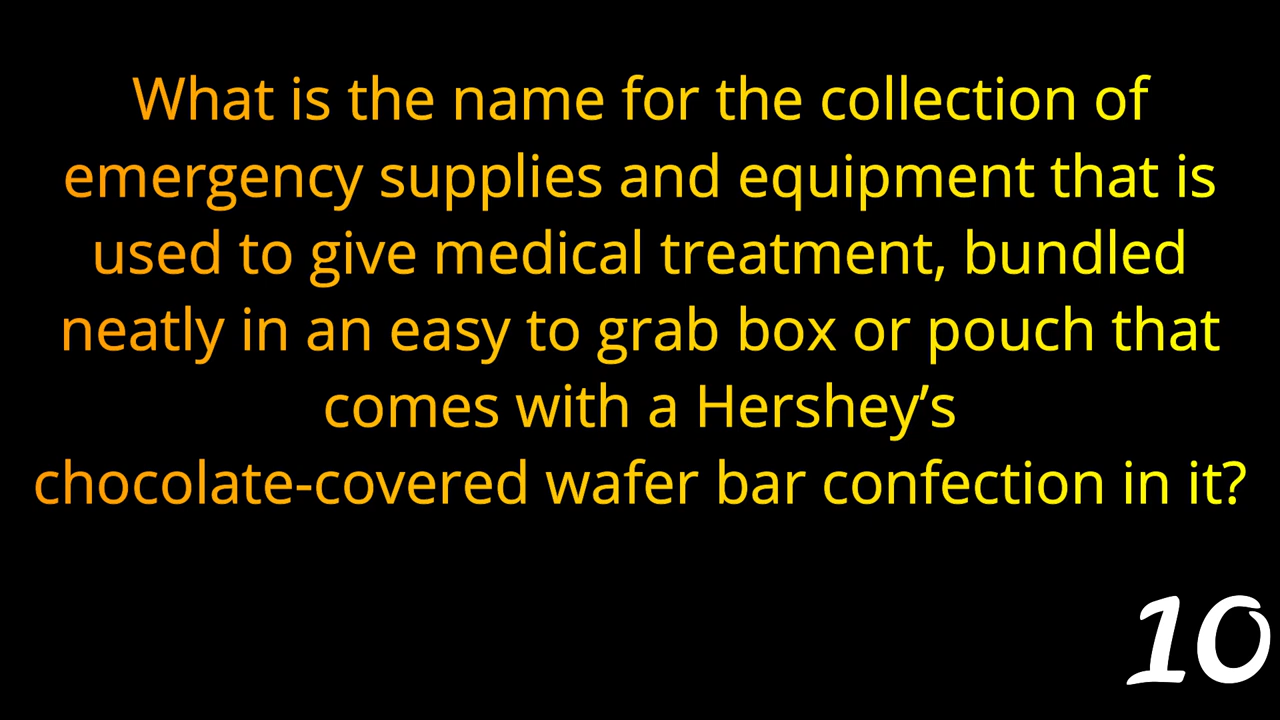 What is the name for the collection of
emergency supplies and equipment that is
used to give medical treatment, bundled
neatly in an easy to grab box or pouch that
comes with a Hershey’s
chocolate-covered wafer bar confection in it?
10